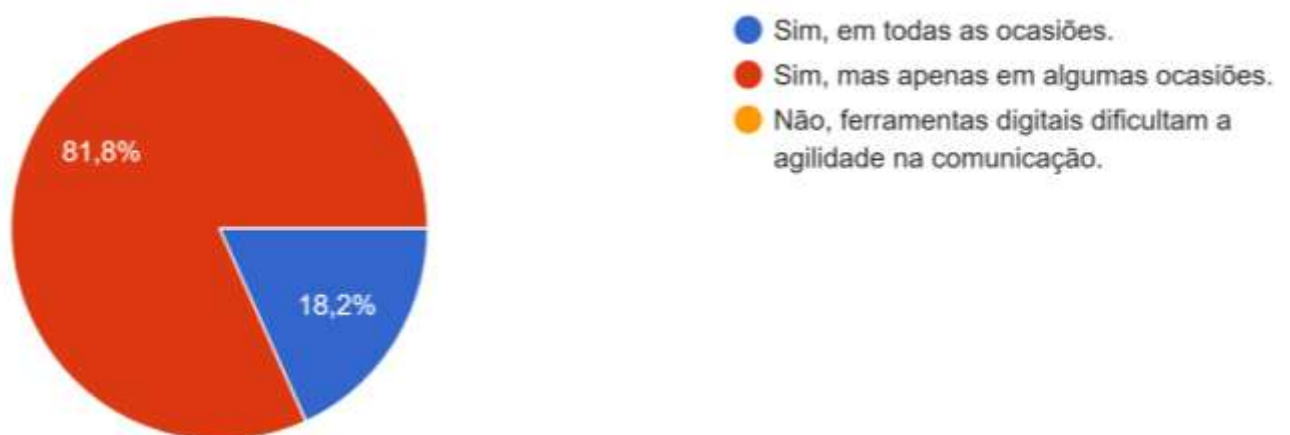 Sim, em todas as ocasiões.
Sim, mas apenas em algumas ocasiões.
Não, ferramentas digitais dificultam a
agilidade na comunicação.
81,8%
18,2%